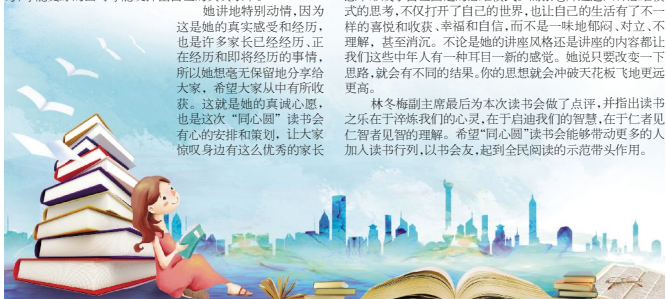 她讲地特别动情,因为
这是她的真实感受和经历,
也是许多家长已经经历、正
在经历和即将经历的事情,
所以她想毫无保留地分享给
大家，希望大家从中有所收
获。这就是她的真诚心愿,
也是这次“同心圆”读书会
有心的安排和策划，让大家
惊叹身边有这么优秀的家长
式的思考,不仅打开了自己的世界,也让自己的生活有了不一
样的喜悦和收获、幸福和自信,而不是一味地郁闷、对立、不
理解，甚至消沉。不论是她的讲座风格还是讲座的内容都让
我们这些中年人有一种耳目一新的感觉。她说只要改变一下
思路,就会有不同的结果。你的思想就会冲破天花板飞地更远
更高。
林冬梅副主席最后为本次读书会做了点评,并指出读书
之乐在于淬炼我们的心灵,在于启迪我们的智慧,在于仁者见
仁智者见智的理解。希望“同心圆”读书会能够带动更多的人
加入读书行列,以书会友,起到全民阅读的示范带头作用。